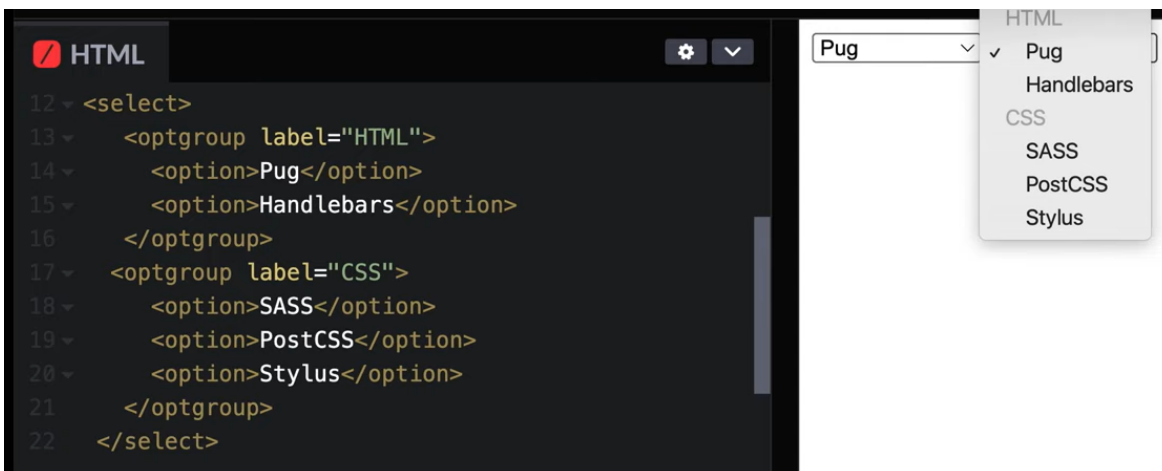 HTML
12 <select>
13 <optgroup label="HTML">
14 <option>Pug</option>
15 <option>Handlebars</option>
16 </optgroup>
17 <optgroup label="CSS">
18 <option>SASS</option>
19 <option>PostCSS</option>
20 <option>Stylus</option>
21 </optgroup>
22 </select>
Pug
HTML
✓ Pug
Handlebars
CSS
SASS
PostCSS
Stylus